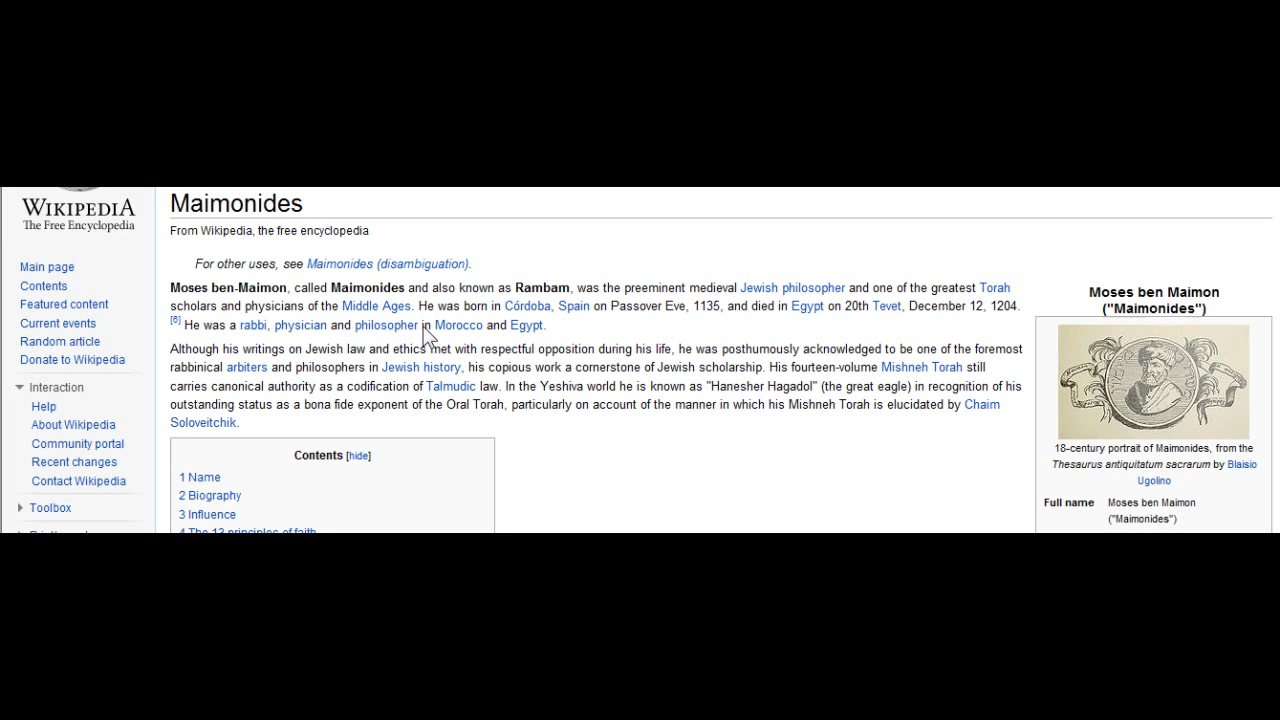 WIKIPEDIA
The Free Encyclopedia
Main page
Contents
Featured content
Current events
Random article
Donate to Wikipedia
Interaction
Help
About Wikipedia
Community portal
Recent changes
Contact Wikipedia
Toolbox
Maimonides
From Wikipedia, the free encyclopedia
For other uses, see Maimonides (disambiguation).
Moses ben-Maimon, called Maimonides and also known as Rambam, was the preeminent medieval Jewish philosopher and one of the greatest Torah
scholars and physicians of the Middle Ages. He was born in Córdoba, Spain on Passover Eve, 1135, and died in Egypt on 20th Tevet, December 12, 1204.
[6] He was a rabbi, physician and philosopher in Morocco and Egypt.
Although his writings on Jewish law and ethics met with respectful opposition during his life, he was posthumously acknowledged to be one of the foremost
rabbinical arbiters and philosophers in Jewish history, his copious work a cornerstone of Jewish scholarship. His fourteen-volume Mishneh Torah still
carries canonical authority as a codification of Talmudic law. In the Yeshiva world he is known as "Hanesher Hagadol" (the great eagle) in recognition of his
outstanding status as a bona fide exponent of the Oral Torah, particularly on account of the manner in which his Mishneh Torah is elucidated by Chaim
Soloveitchik.
Contents [hide]
1 Name
2 Biography
3 Influence
4 The 13 principles of faith
Moses ben Maimon
("Maimonides")
18-century portrait of Maimonides, from the
Thesaurus antiquitatum sacrarum by Blaisio
Ugolino
Full name Moses ben Maimon
("Maimonides")